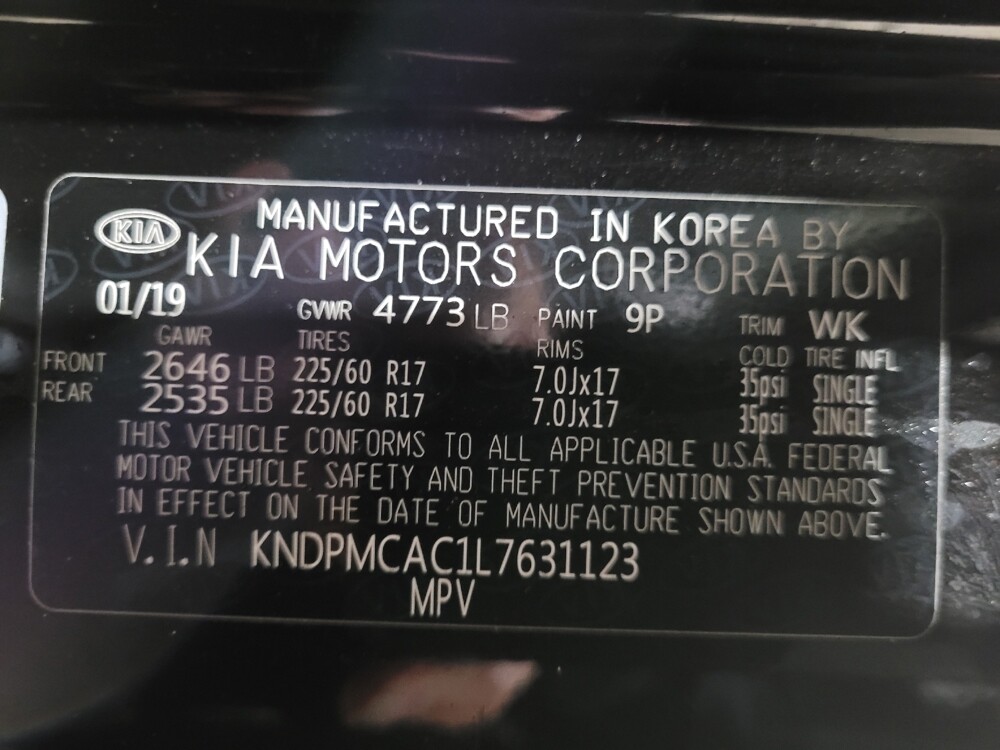 KIA MANUFACTURED IN KOREA BY
KIA MOTORS CORPORATION
01/19 GVWR 4773 LB PAINT 9P TRIM WK
GAWR TIRES RIMS COLD TIRE INFL
FRONT 2646 LB 225/60 R17 7.0Jx17 35psi SINGLE
REAR 2535 LB 225/60 R17 7.0Jx17 35psi SINGLE
THIS VEHICLE CONFORMS TO ALL APPLICABLE U.S.A. FEDERAL
MOTOR VEHICLE SAFETY AND THEFT PREVENTION STANDARDS
IN EFFECT ON THE DATE OF MANUFACTURE SHOWN ABOVE.
V.I.N KNDPMCAC1L7631123
MPV